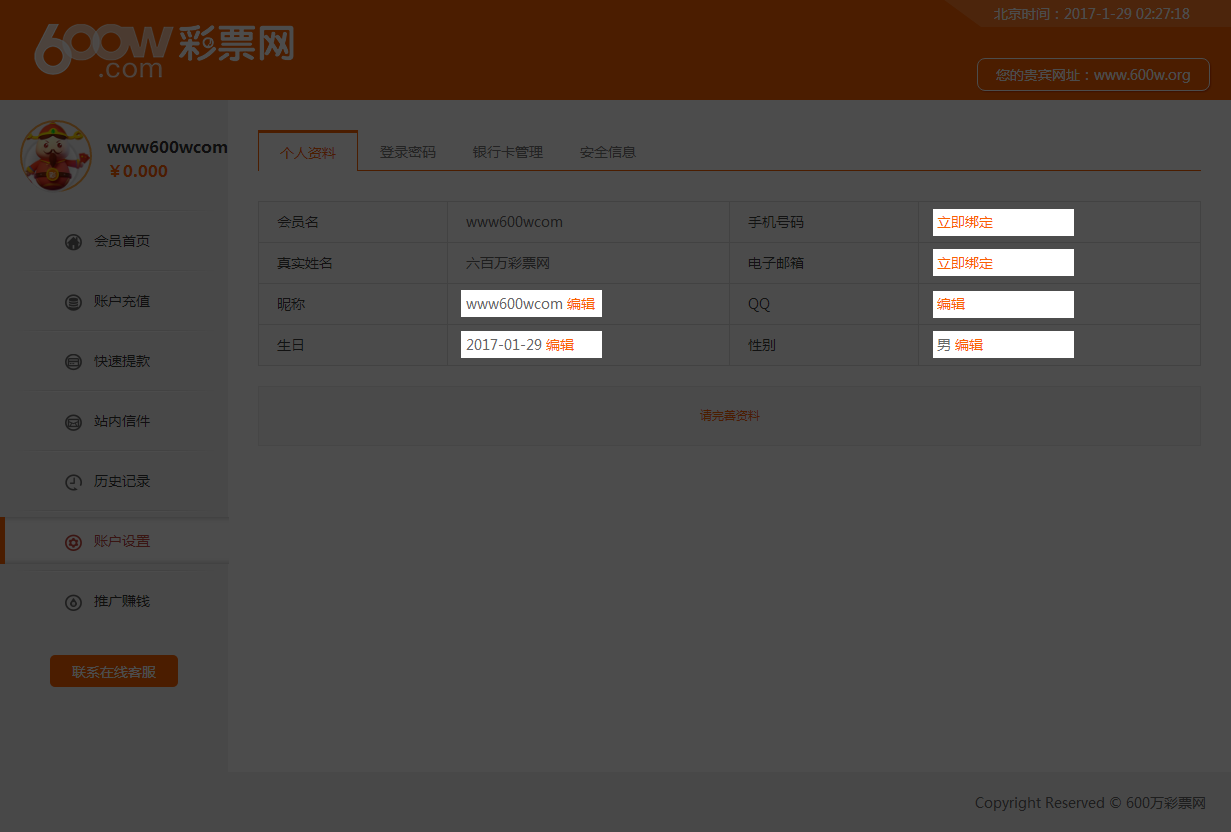 600W彩票网
.com
北京时间：2017-1-29 02:27:18
您的贵宾网址：www.600w.org
www600wcom
￥0.000
会员首页
账户充值
快速提款
站内信件
历史记录
账户设置
推广赚钱
联系在线客服
个人资料 登录密码 银行卡管理 安全信息
会员名 www600wcom 手机号码 立即绑定
真实姓名 六百万彩票网 电子邮箱 立即绑定
昵称 www600wcom 编辑 QQ 编辑
生日 2017-01-29 编辑 性别 男 编辑
请完善资料
Copyright Reserved © 600万彩票网